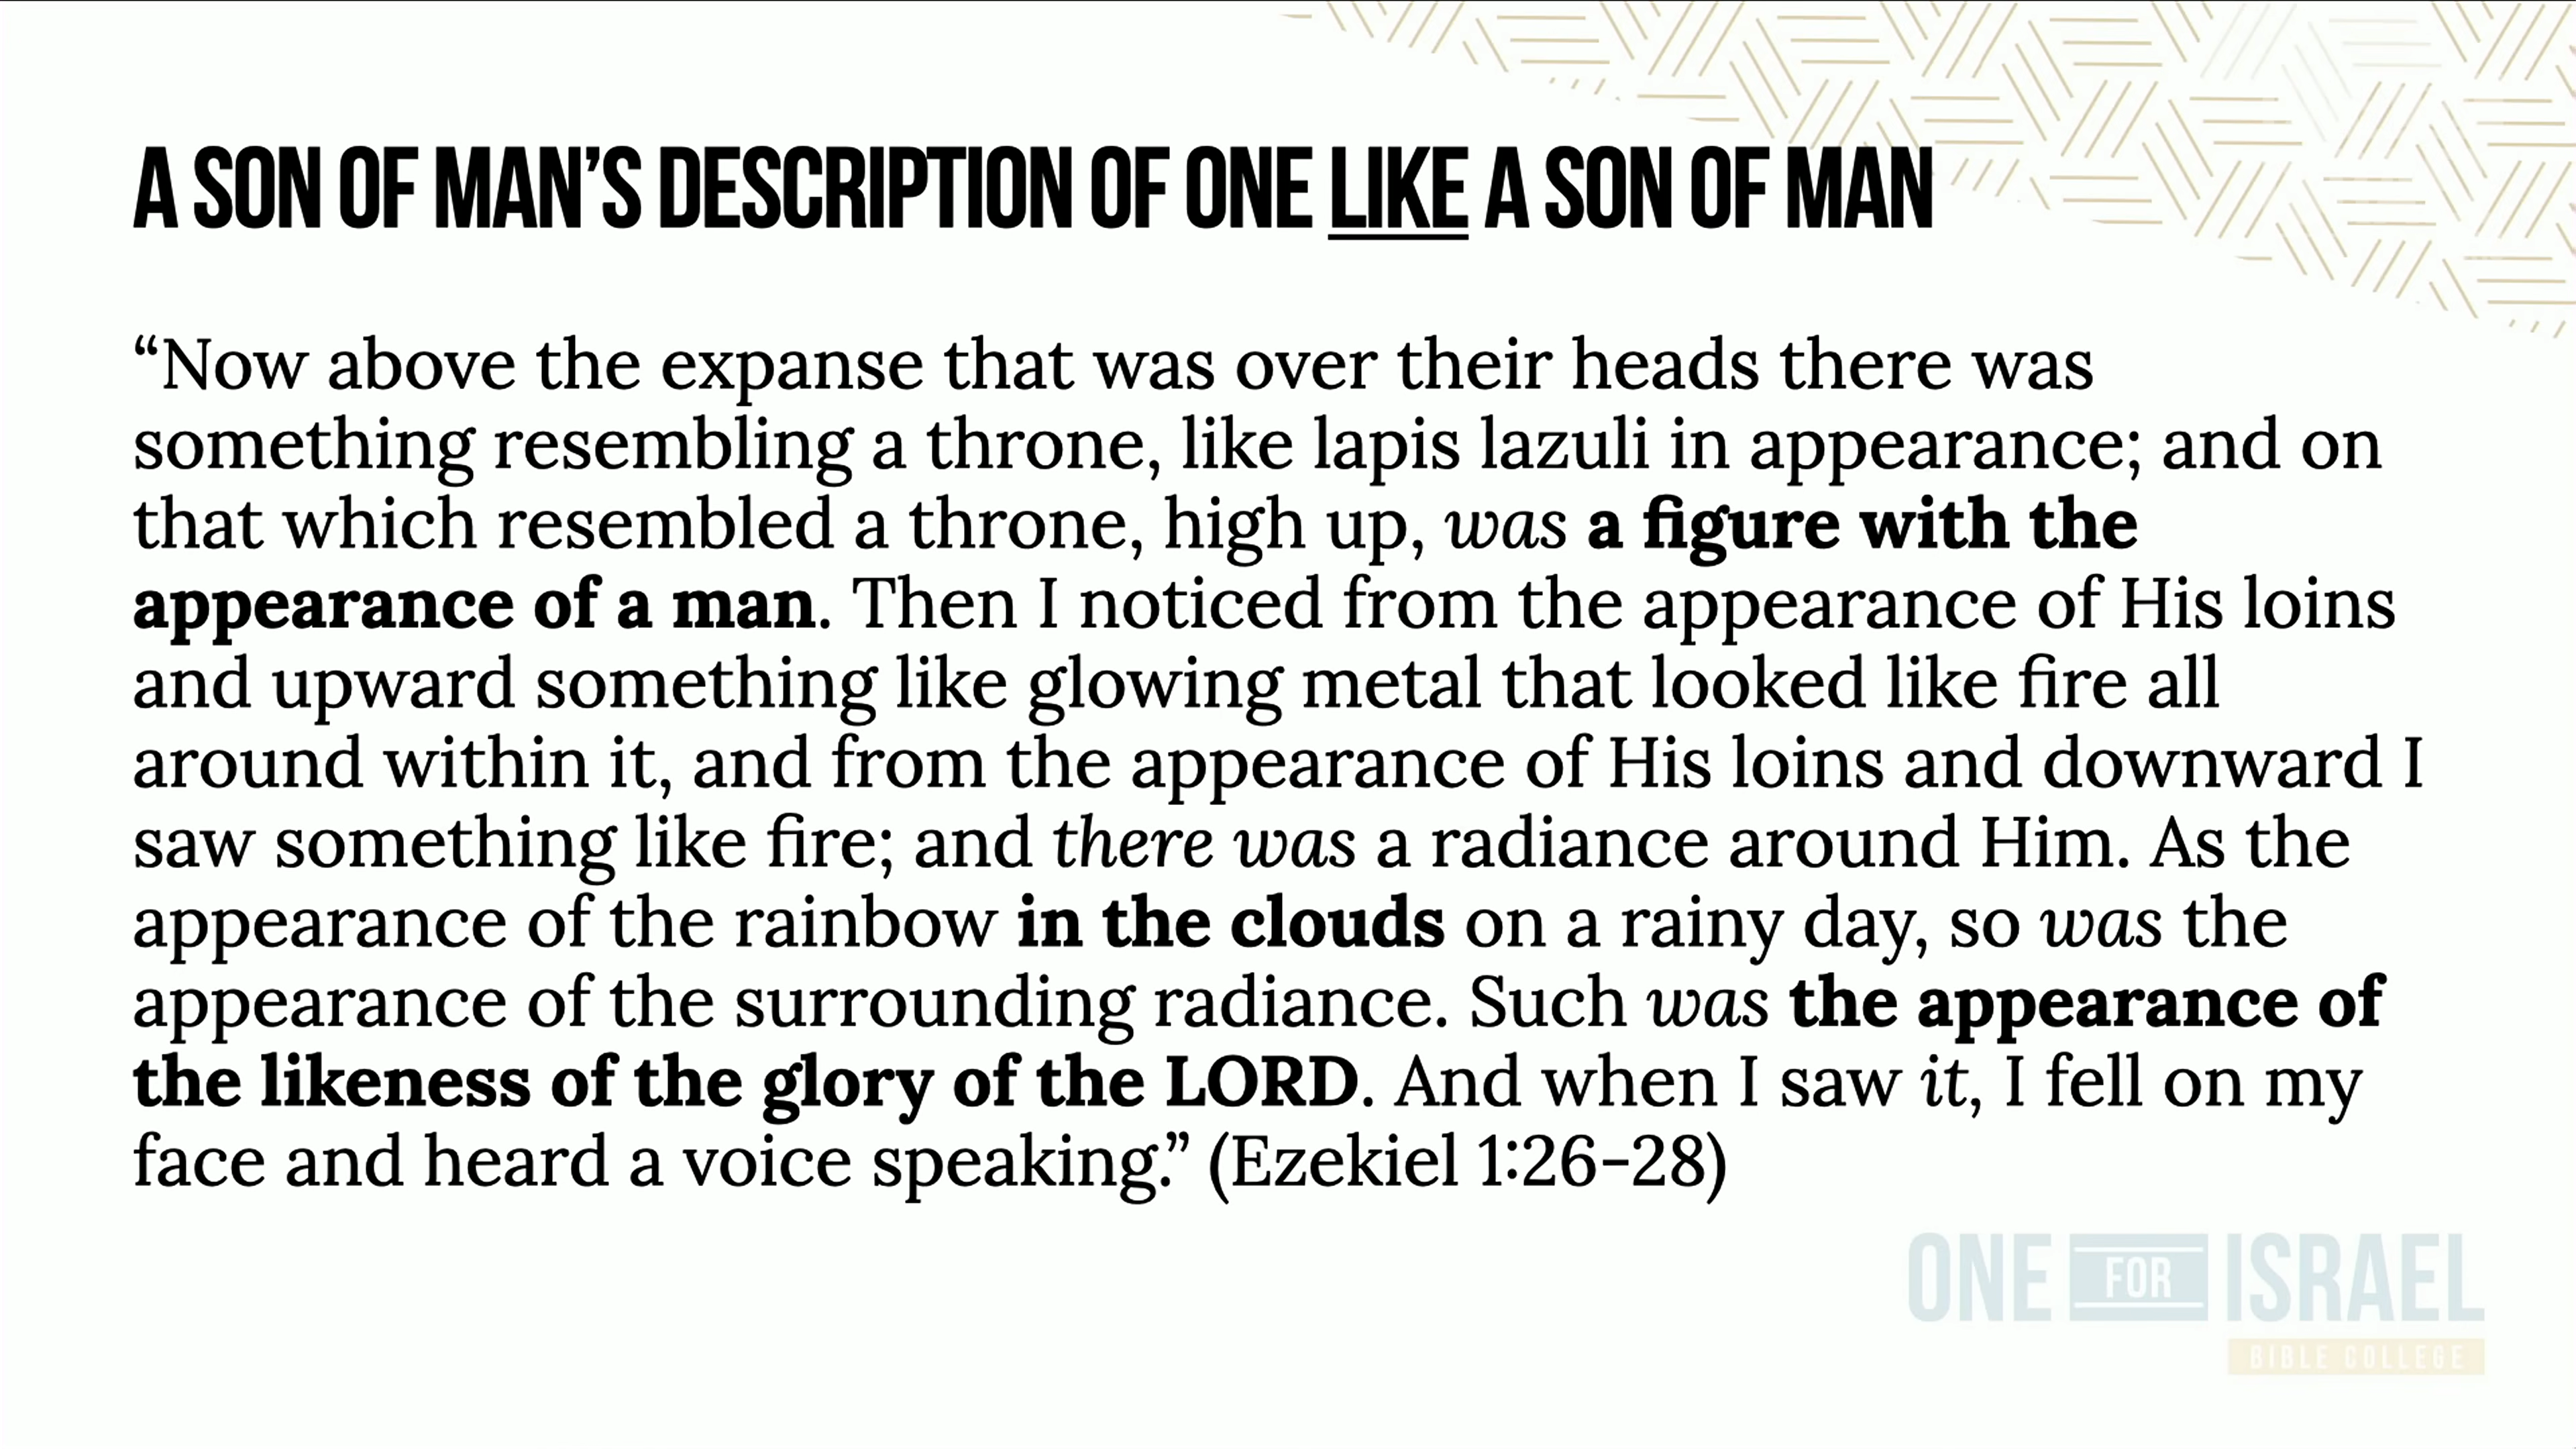 A SON OF MAN’S DESCRIPTION OF ONE LIKE A SON OF MAN
“Now above the expanse that was over their heads there was
something resembling a throne, like lapis lazuli in appearance; and on
that which resembled a throne, high up, was a figure with the
appearance of a man. Then I noticed from the appearance of His loins
and upward something like glowing metal that looked like fire all
around within it, and from the appearance of His loins and downward I
saw something like fire; and there was a radiance around Him. As the
appearance of the rainbow in the clouds on a rainy day, so was the
appearance of the surrounding radiance. Such was the appearance of
the likeness of the glory of the LORD. And when I saw it, I fell on my
face and heard a voice speaking.” (Ezekiel 1:26-28)
ONE FOR ISRAEL
BIBLE COLLEGE